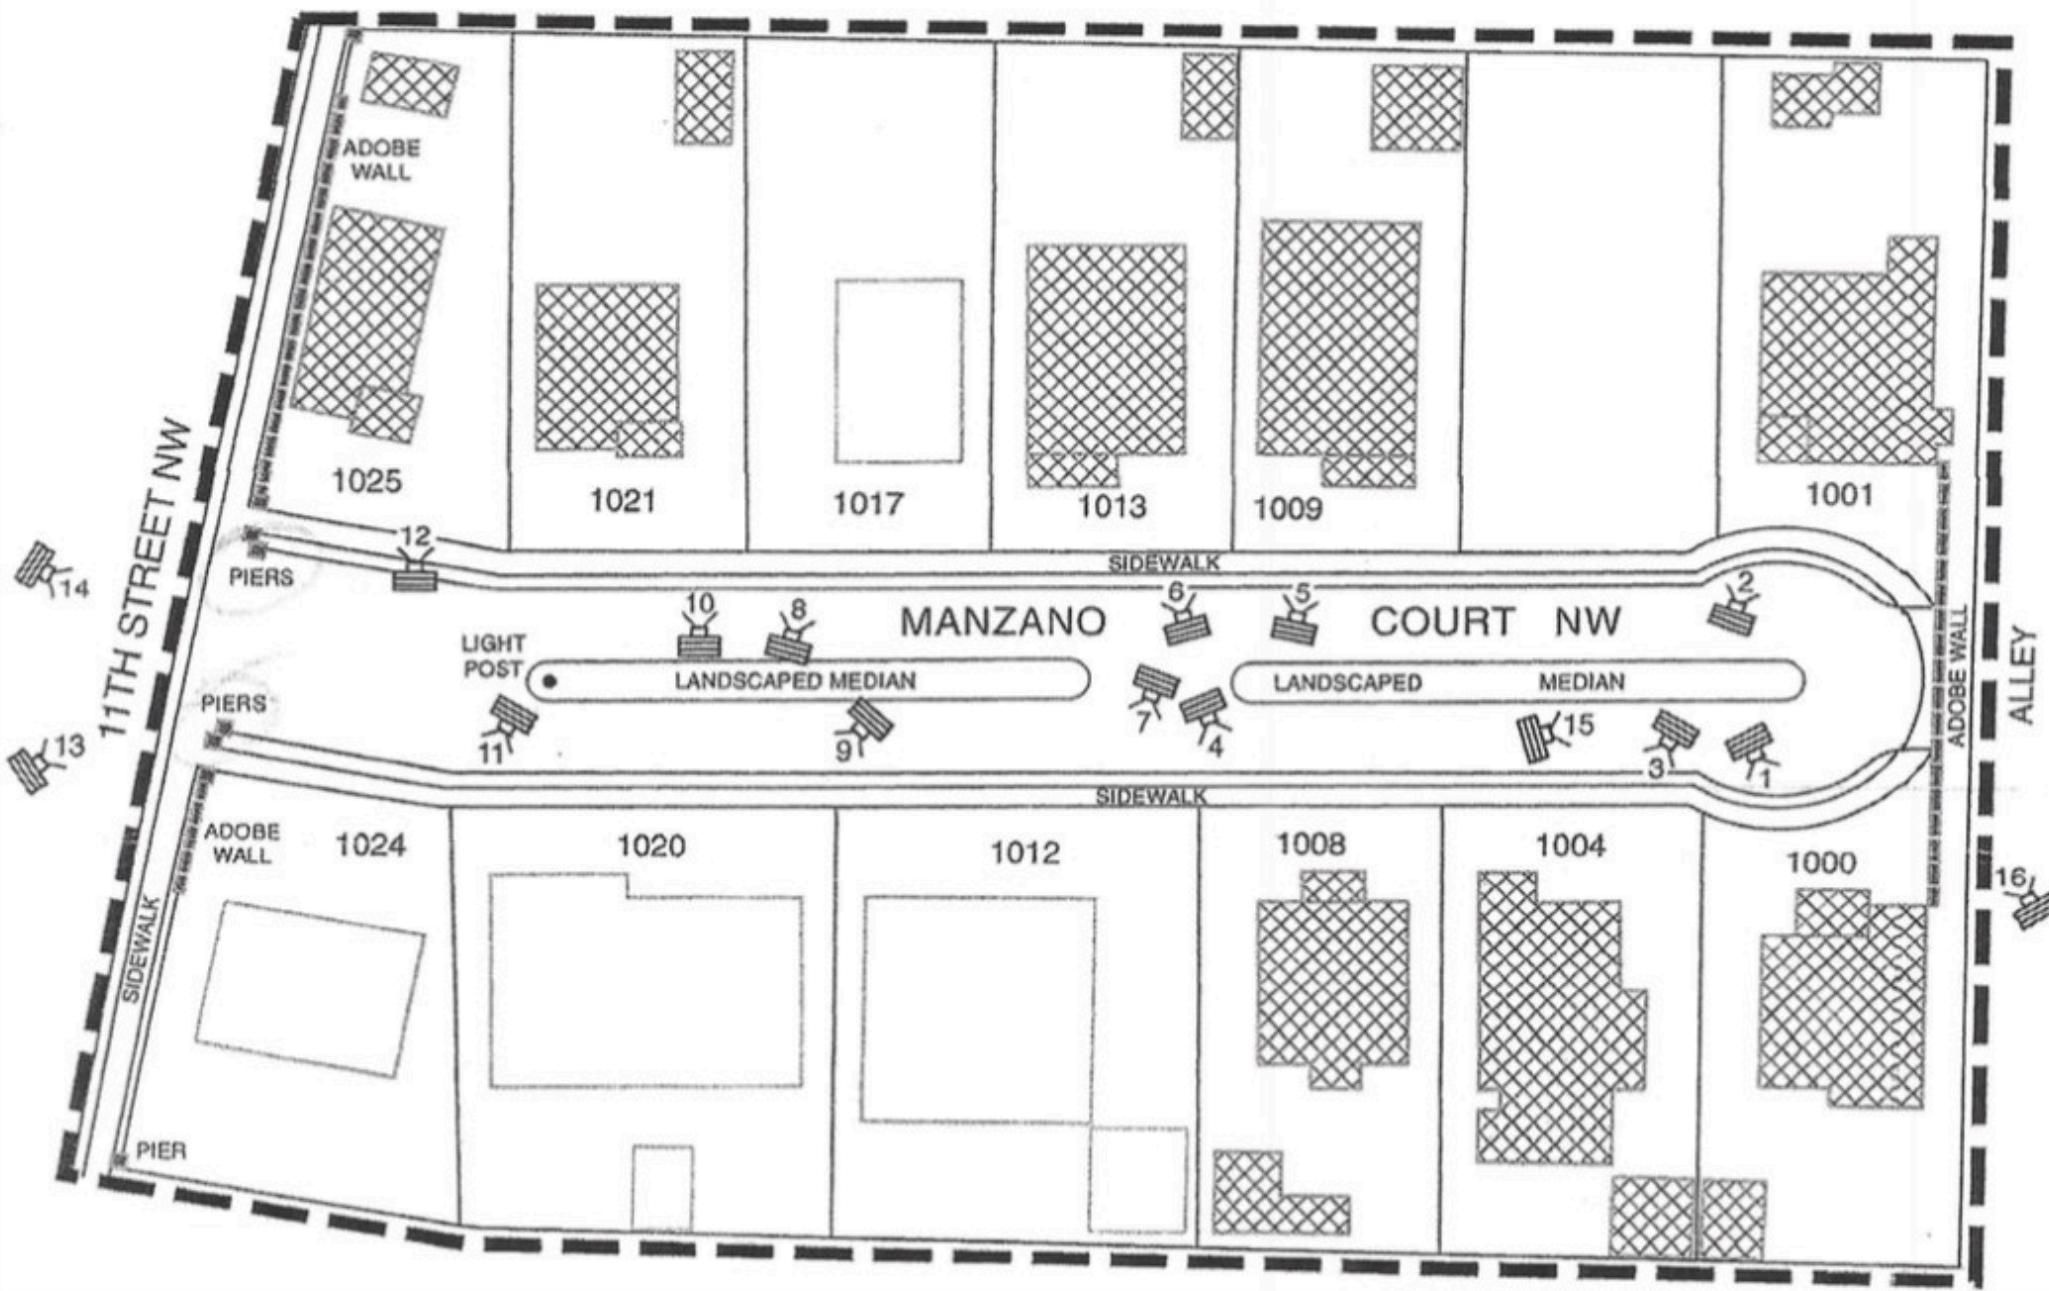 ADOBE
WALL
1025
1021
1017
1013
1009
1001
12
SIDEWALK
14
PIERS
11TH STREET NW
10
8
6
5
2
MANZANO COURT NW
LIGHT
POST
LANDSCAPED MEDIAN
LANDSCAPED MEDIAN
ADOBE WALL
ALLEY
PIERS
13
11
9
7
4
15
3
1
SIDEWALK
ADOBE
WALL
1024
1020
1012
1008
1004
1000
16
SIDEWALK
PIER